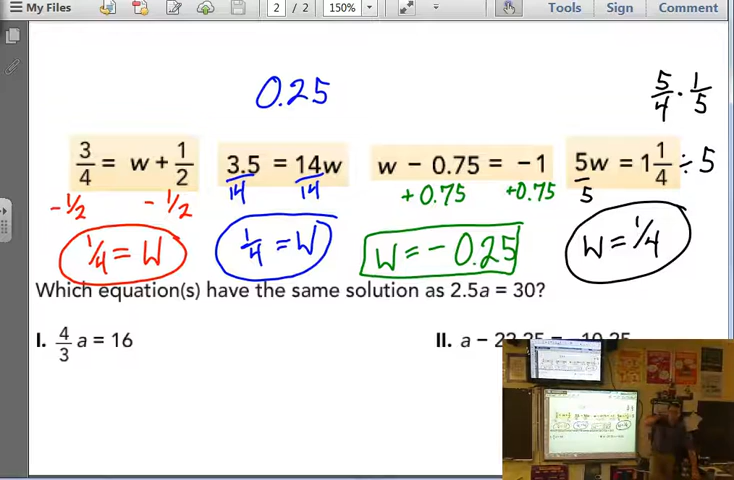 My Files
2 / 2
150%
Tools
Sign
Comment
0.25
5/4 · 1/5
3/4 = w + 1/2
3.5 = 14w
w − 0.75 = −1
5w = 1 1/4 ÷ 5
-1/2 -1/2
14 14
+0.75 +0.75
5
1/4 = W
1/4 = W
W = -0.25
W = 1/4
Which equation(s) have the same solution as 2.5a = 30?
I. 4/3 a = 16
II. a −